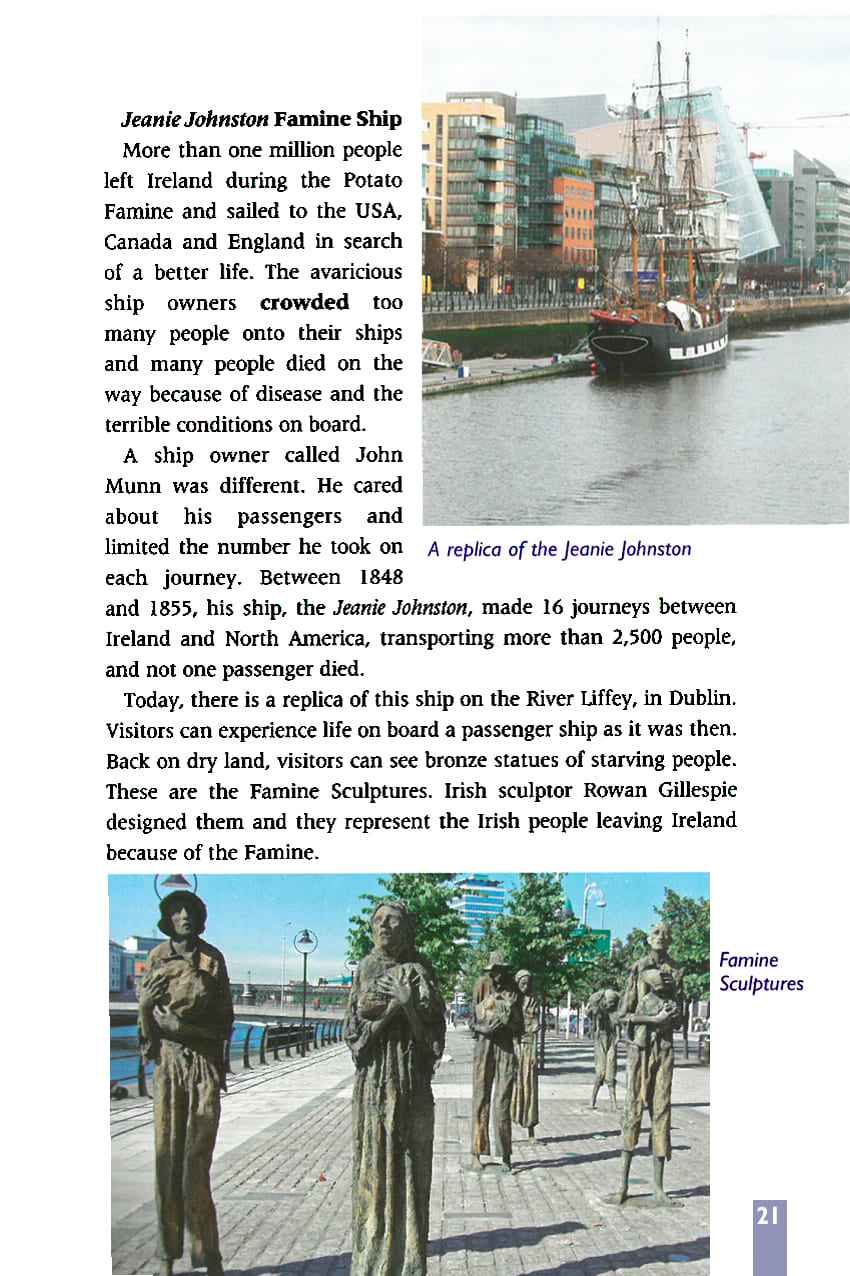 Jeanie Johnston Famine Ship
More than one million people
left Ireland during the Potato
Famine and sailed to the USA,
Canada and England in search
of a better life. The avaricious
ship owners crowded too
many people onto their ships
and many people died on the
way because of disease and the
terrible conditions on board.
A ship owner called John
Munn was different. He cared
about his passengers and
limited the number he took on
each journey. Between 1848
and 1855, his ship, the Jeanie Johnston, made 16 journeys between
Ireland and North America, transporting more than 2,500 people,
and not one passenger died.
Today, there is a replica of this ship on the River Liffey, in Dublin.
Visitors can experience life on board a passenger ship as it was then.
Back on dry land, visitors can see bronze statues of starving people.
These are the Famine Sculptures. Irish sculptor Rowan Gillespie
designed them and they represent the Irish people leaving Ireland
because of the Famine.
A replica of the Jeanie Johnston
Famine
Sculptures
21